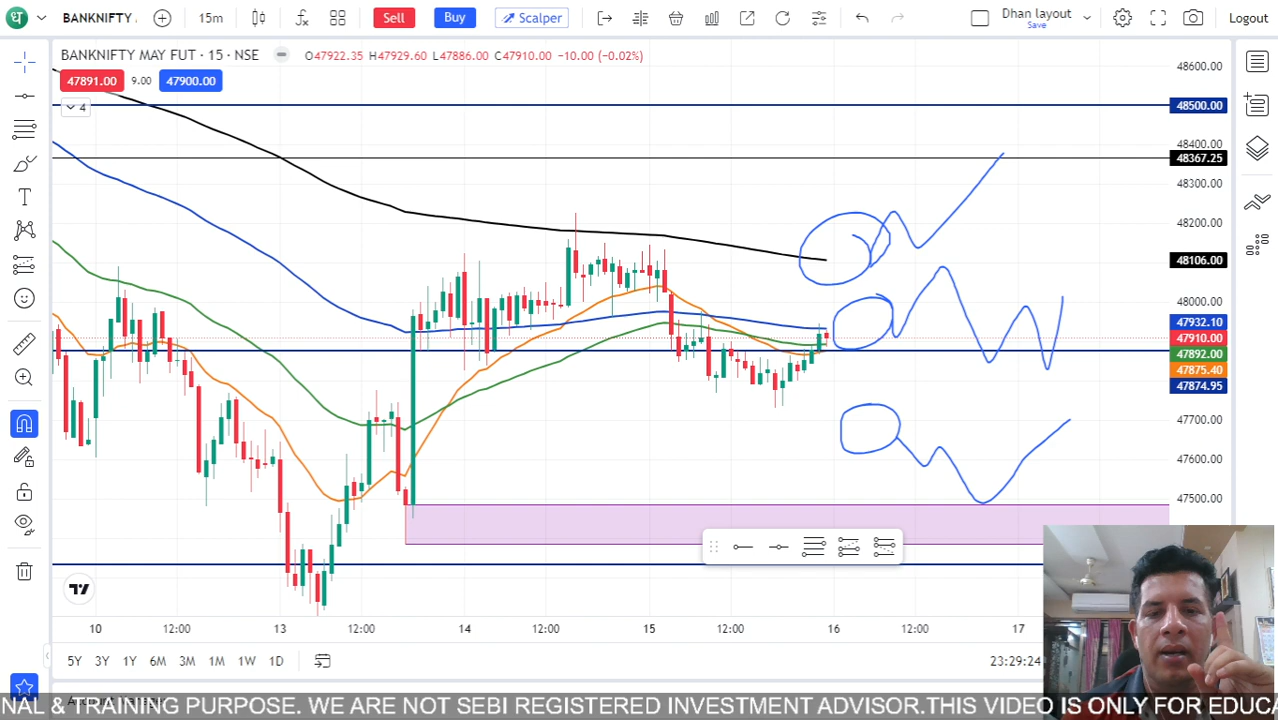 BANKNIFTY
15m
Sell
Buy
Scalper
Dhan layout
Save
Logout
BANKNIFTY MAY FUT · 15 · NSE
O47922.35 H47929.60 L47886.00 C47910.00 −10.00 (−0.02%)
47891.00
9.00
47900.00
4
48600.00
48500.00
48400.00
48367.25
48300.00
48200.00
48106.00
48000.00
47932.10
47910.00
47892.00
47875.40
47874.95
47700.00
47600.00
47500.00
10
12:00
13
12:00
14
12:00
15
12:00
16
12:00
17
5Y
3Y
1Y
6M
3M
1M
1W
1D
23:29:24
NAL & TRAINING PURPOSE. WE ARE NOT SEBI REGISTERED INVESTMENT ADVISOR.THIS VIDEO IS ONLY FOR EDUCA